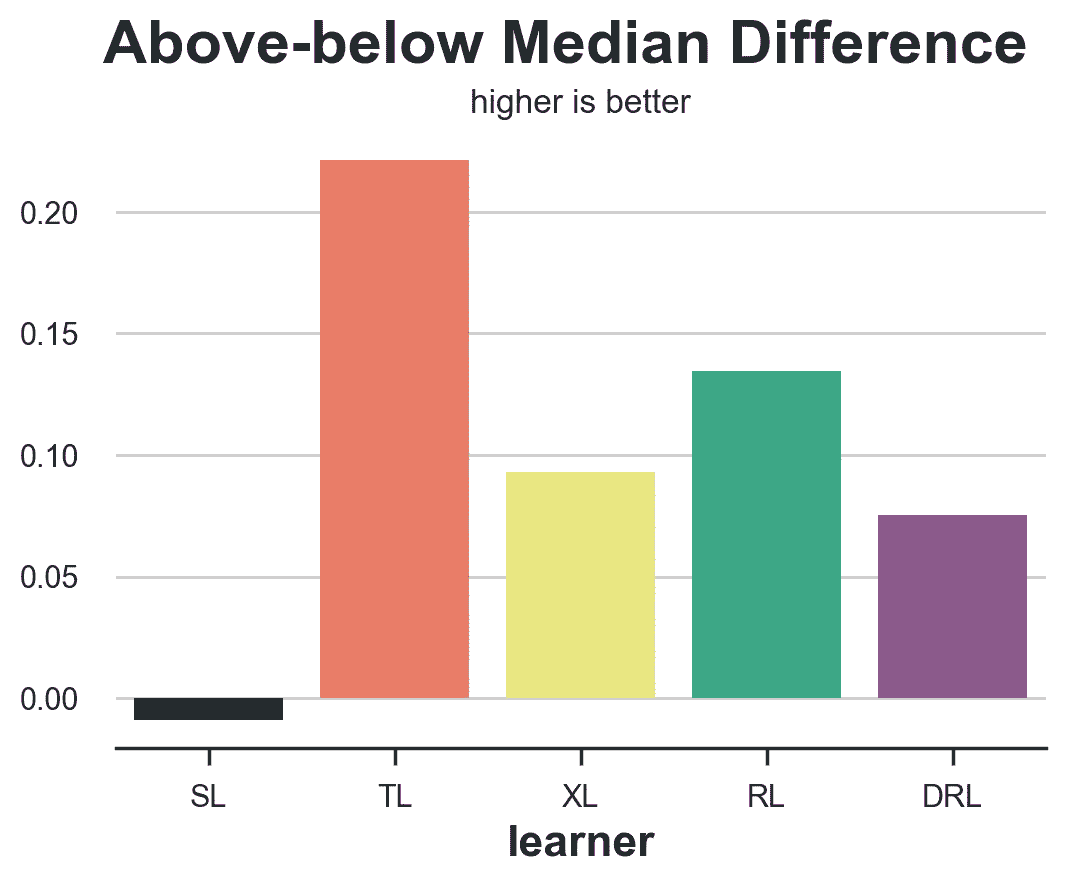 Above-below Median Difference
higher is better
0.20
0.15
0.10
0.05
0.00
SL TL XL RL DRL
learner